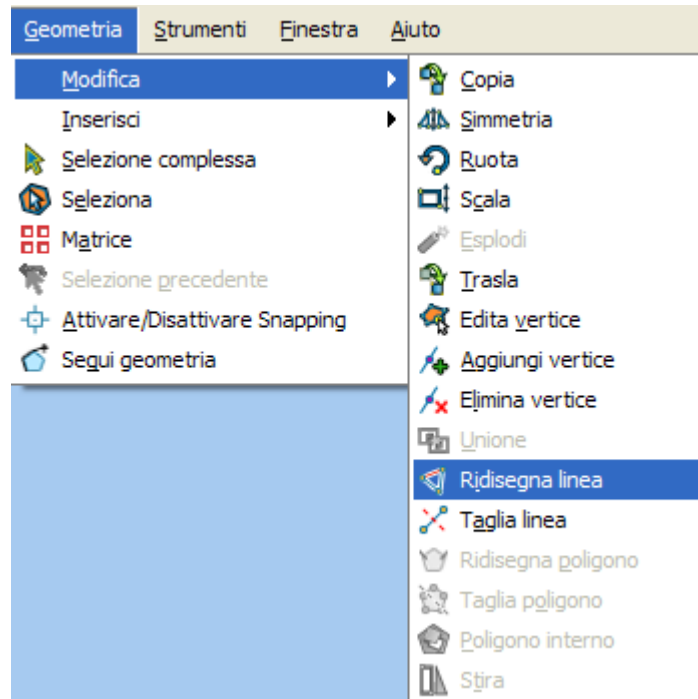 Geometria Strumenti Finestra Aiuto
Modifica
Inserisci
Selezione complessa
Seleziona
Matrice
Selezione precedente
Attivare/Disattivare Snapping
Segui geometria
Copia
Simmetria
Ruota
Scala
Esplodi
Trasla
Edita vertice
Aggiungi vertice
Elimina vertice
Unione
Ridisegna linea
Taglia linea
Ridisegna poligono
Taglia poligono
Poligono interno
Stira